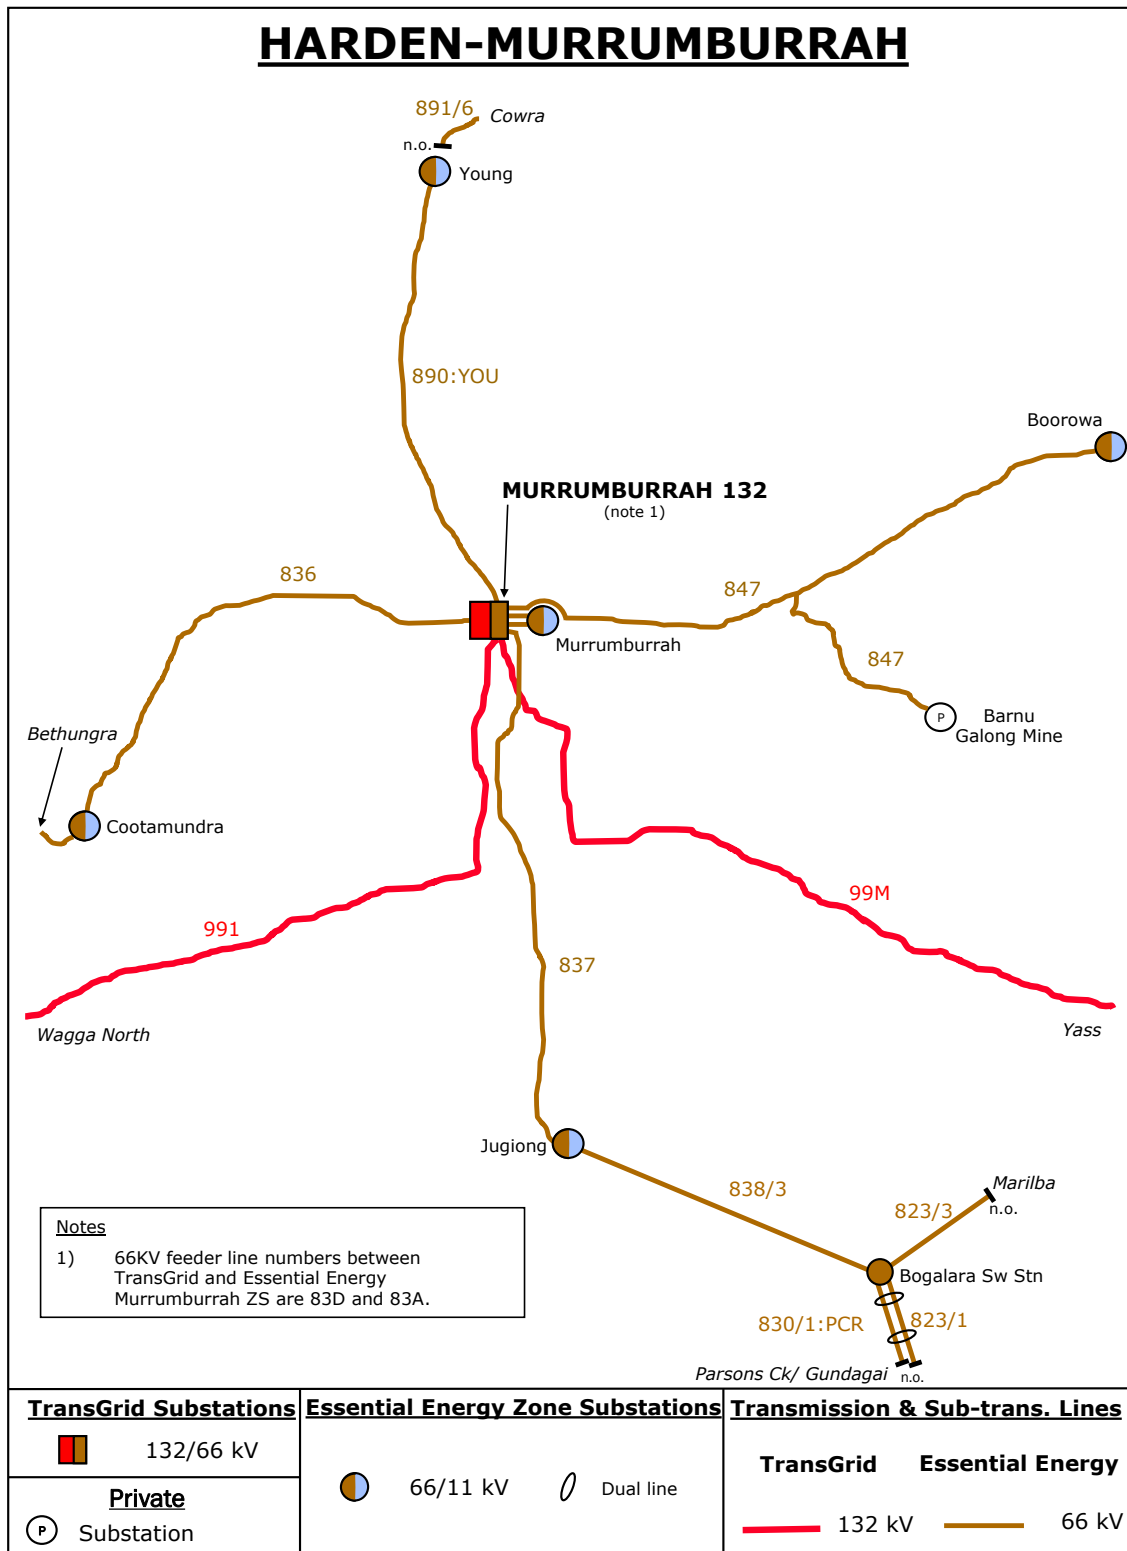 HARDEN-MURRUMBURRAH
891/6
Cowra
n.o.
Young
890:YOU
Boorowa
MURRUMBURRAH 132
(note 1)
836
847
Murrumburrah
847
P
Barnu
Galong Mine
Bethungra
Cootamundra
99M
991
837
Wagga North
Yass
Jugiong
838/3
Marilba
823/3
n.o.
Notes
1) 66KV feeder line numbers between
TransGrid and Essential Energy
Murrumburrah ZS are 83D and 83A.
Bogalara Sw Stn
830/1:PCR
823/1
Parsons Ck/ Gundagai
n.o.
TransGrid Substations
132/66 kV
Private
P
Substation
Essential Energy Zone Substations
66/11 kV
Dual line
Transmission & Sub-trans. Lines
TransGrid
Essential Energy
132 kV
66 kV